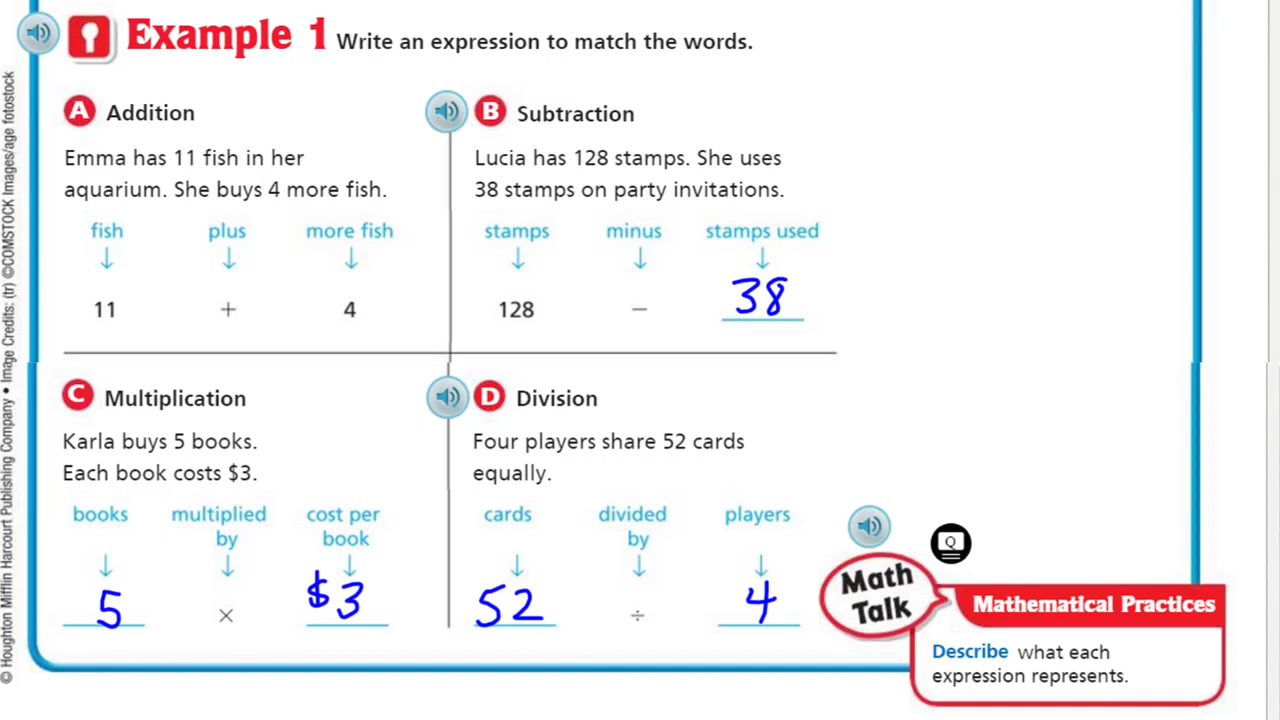 Example 1 Write an expression to match the words.
A Addition
Emma has 11 fish in her
aquarium. She buys 4 more fish.
fish plus more fish
↓ ↓ ↓
11 + 4
B Subtraction
Lucia has 128 stamps. She uses
38 stamps on party invitations.
stamps minus stamps used
↓ ↓ ↓
128 − 38
C Multiplication
Karla buys 5 books.
Each book costs $3.
books multiplied by cost per book
↓ ↓ ↓
5 × $3
D Division
Four players share 52 cards
equally.
cards divided by players
↓ ↓ ↓
52 ÷ 4
Q
Math
Talk
Mathematical Practices
Describe what each
expression represents.
© Houghton Mifflin Harcourt Publishing Company • Image Credits: (tr) ©COMSTOCK Images/age fotostock